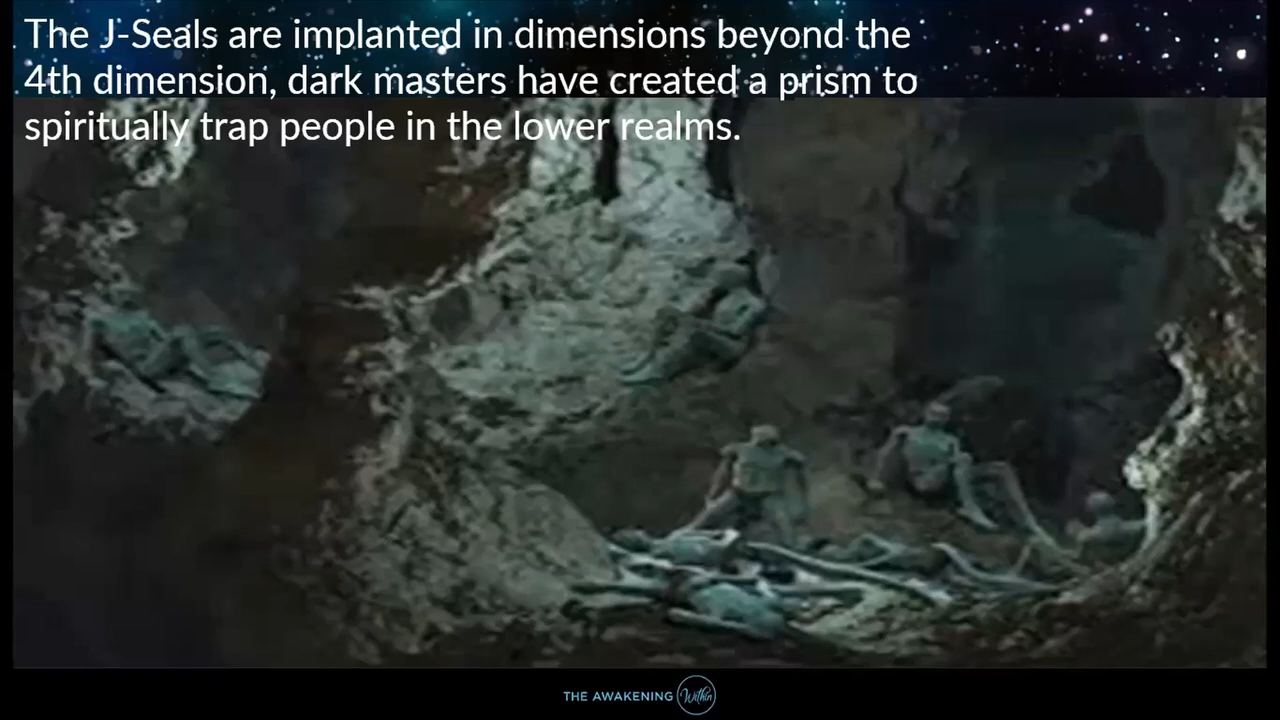 The J-Seals are implanted in dimensions beyond the
4th dimension, dark masters have created a prism to
spiritually trap people in the lower realms.
THE AWAKENING Within